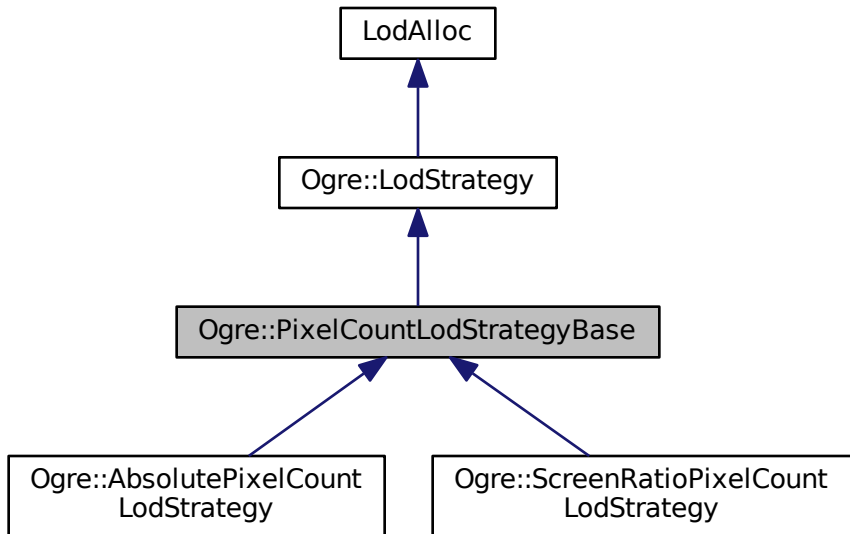 LodAlloc
Ogre::LodStrategy
Ogre::PixelCountLodStrategyBase
Ogre::AbsolutePixelCount
LodStrategy
Ogre::ScreenRatioPixelCount
LodStrategy